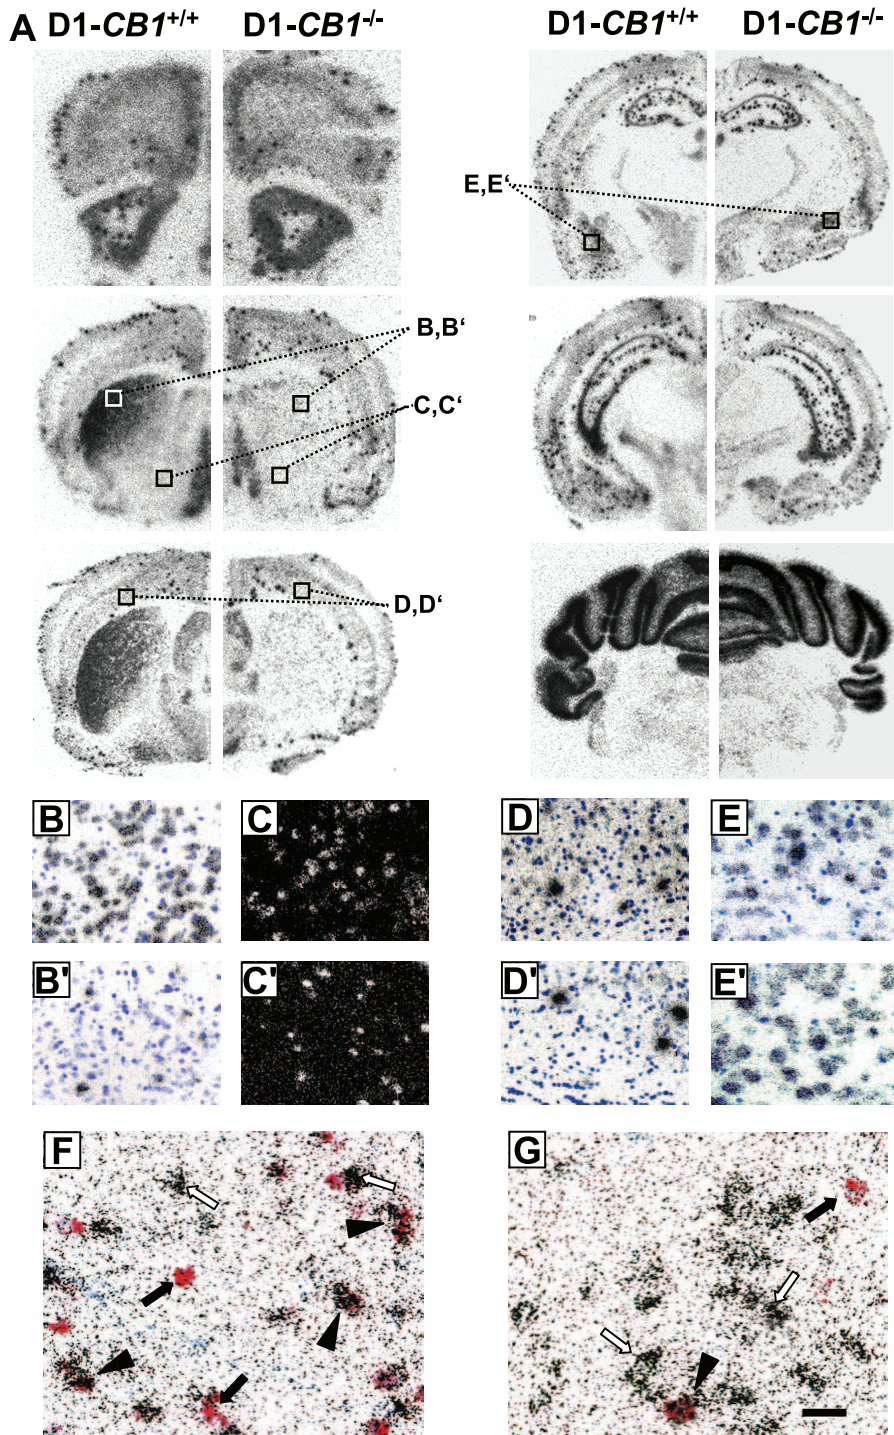 A D1-CB1+/+ D1-CB1-/- D1-CB1+/+ D1-CB1-/-
E,E‘
B,B‘
C,C‘
D,D‘
B C D E
B' C' D' E'
F G